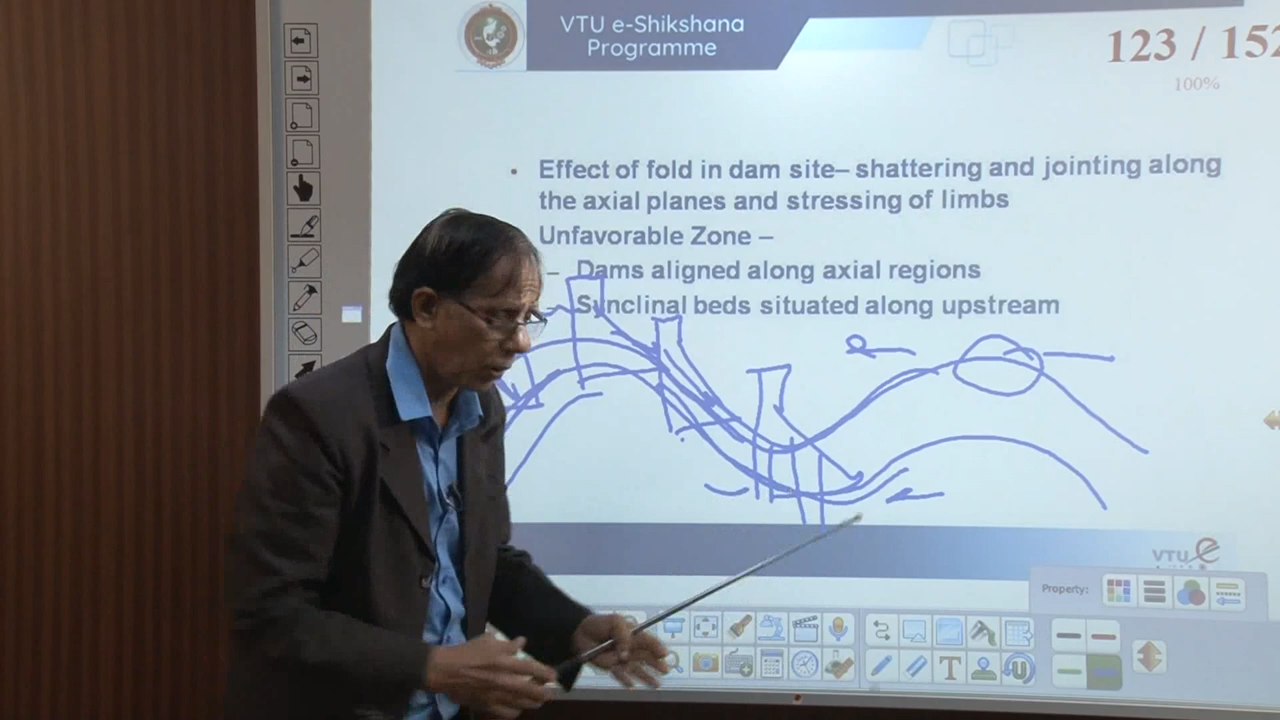 VTU e-Shikshana
Programme
123 / 152
100%
• Effect of fold in dam site– shattering and jointing along
the axial planes and stressing of limbs
Unfavorable Zone –
– Dams aligned along axial regions
– Synclinal beds situated along upstream
VTU e
Property: